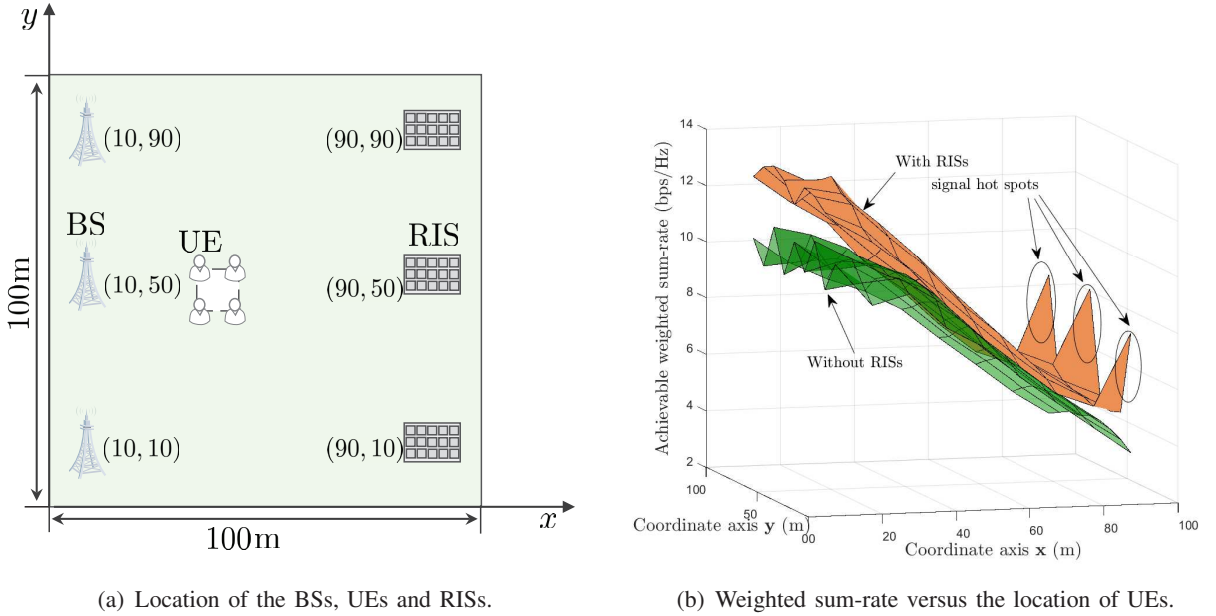 y
(10, 90)
(90, 90)
BS
UE
RIS
(10, 50)
(90, 50)
100m
(10, 10)
(90, 10)
x
100m
(a) Location of the BSs, UEs and RISs.
Achievable weighted sum-rate (bps/Hz)
14
12
10
8
6
4
2
With RISs
signal hot spots
Without RISs
100
50
0
Coordinate axis y (m)
0
20
40
60
80
100
Coordinate axis x (m)
(b) Weighted sum-rate versus the location of UEs.